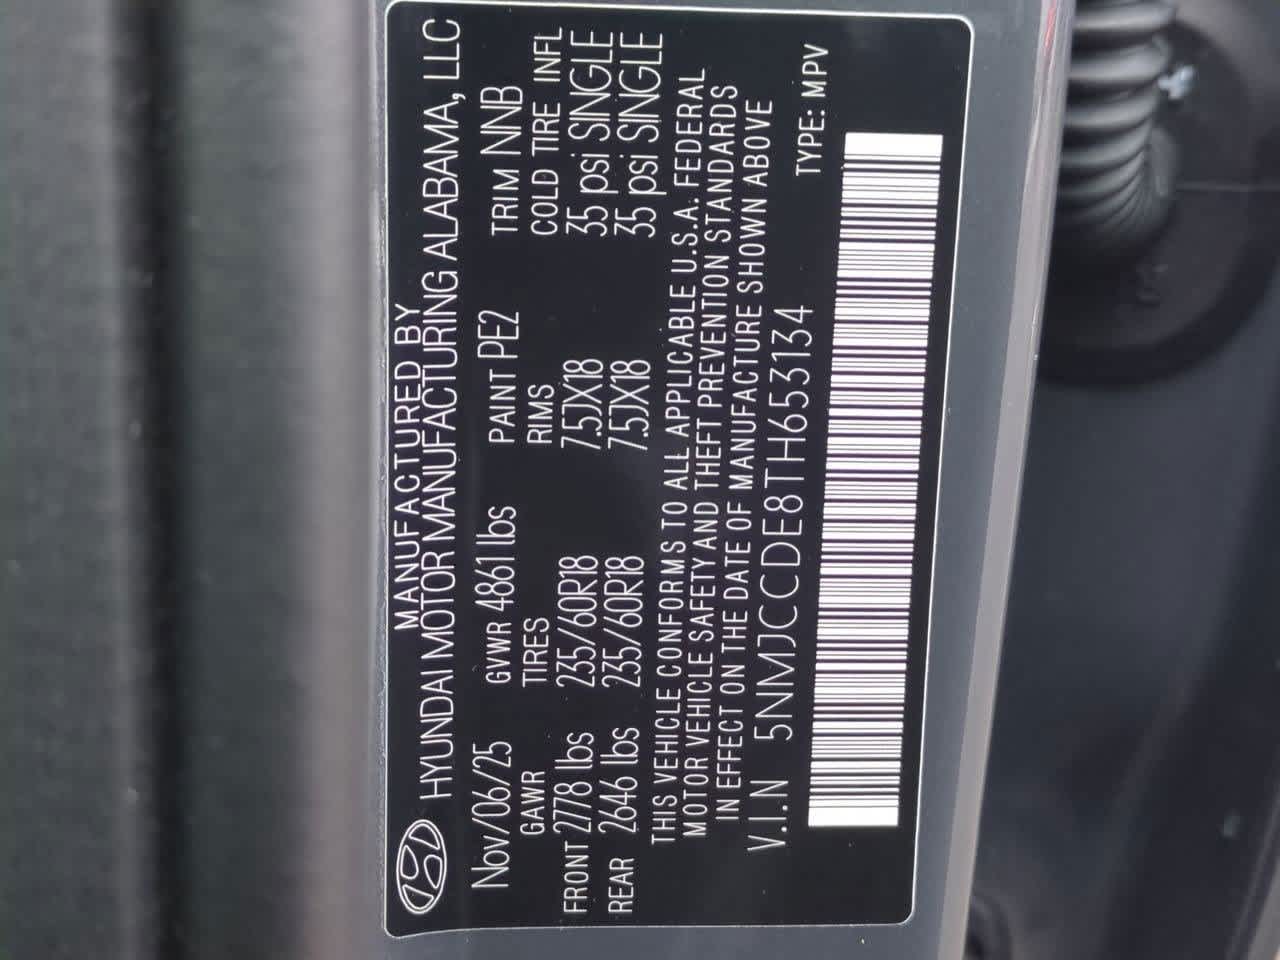 MANUFACTURED BY
HYUNDAI MOTOR MANUFACTURING ALABAMA, LLC
Nov/06/25 GVWR 4861 lbs PAINT PE2 TRIM NNB
GAWR TIRES RIMS COLD TIRE INFL
FRONT 2778 lbs 235/60R18 7.5JX18 35 psi SINGLE
REAR 2646 lbs 235/60R18 7.5JX18 35 psi SINGLE
THIS VEHICLE CONFORMS TO ALL APPLICABLE U.S.A. FEDERAL
MOTOR VEHICLE SAFETY AND THEFT PREVENTION STANDARDS
IN EFFECT ON THE DATE OF MANUFACTURE SHOWN ABOVE
V.I.N 5NMJCCDE8TH653134 TYPE: MPV